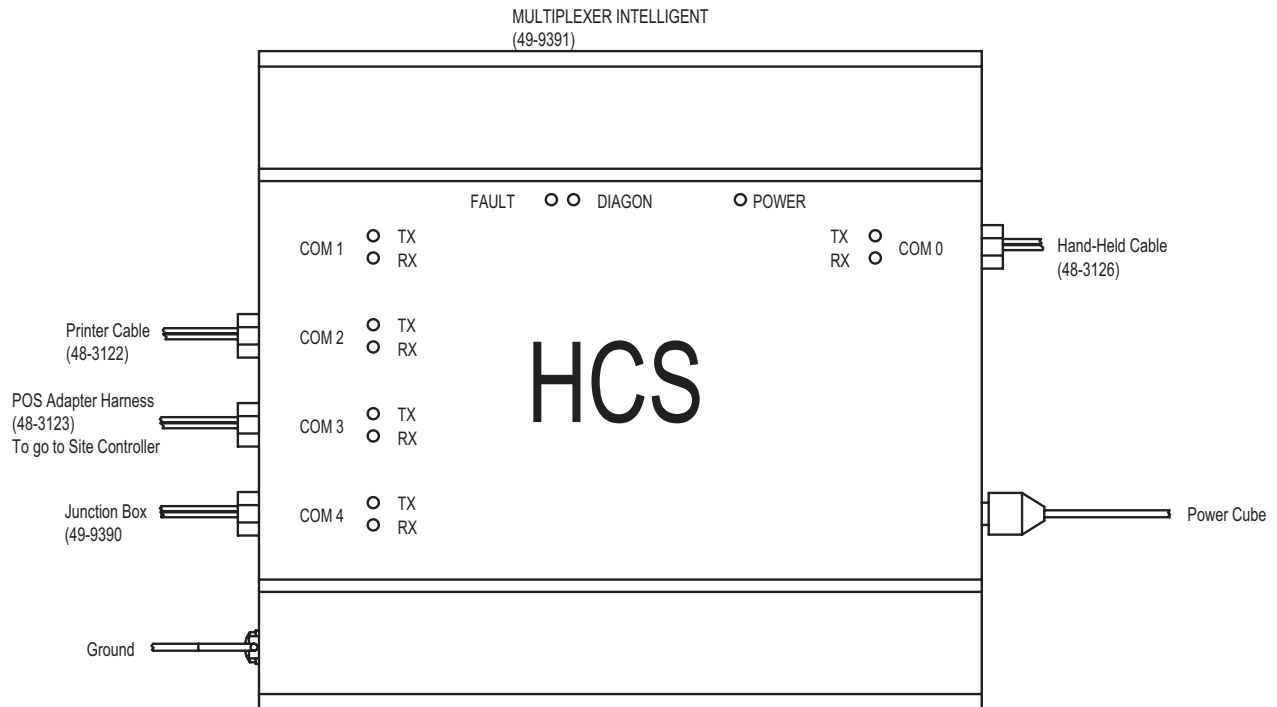 MULTIPLEXER INTELLIGENT
(49-9391)
FAULT
DIAGON
POWER
COM 1
TX
RX
TX
RX
COM 0
Hand-Held Cable
(48-3126)
Printer Cable
(48-3122)
COM 2
TX
RX
HCS
POS Adapter Harness
(48-3123)
To go to Site Controller
COM 3
TX
RX
Junction Box
(49-9390
COM 4
TX
RX
Power Cube
Ground